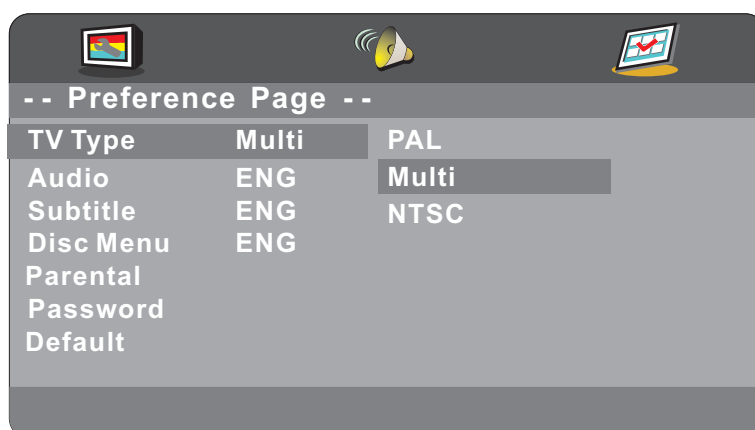 -- Preference Page --
TV Type Multi PAL
Audio ENG Multi
Subtitle ENG NTSC
Disc Menu ENG
Parental
Password
Default